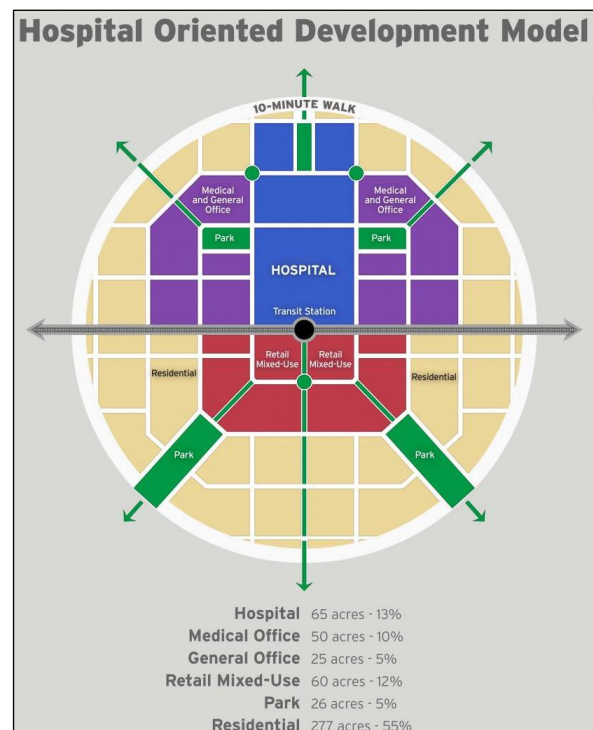 Hospital Oriented Development Model
10-MINUTE WALK
Medical
and General
Office
Medical
and General
Office
Park
Park
HOSPITAL
Transit Station
Retail
Mixed-Use
Retail
Mixed-Use
Residential
Residential
Park
Park
Hospital 65 acres - 13%
Medical Office 50 acres - 10%
General Office 25 acres - 5%
Retail Mixed-Use 60 acres - 12%
Park 26 acres - 5%
Residential 277 acres - 55%